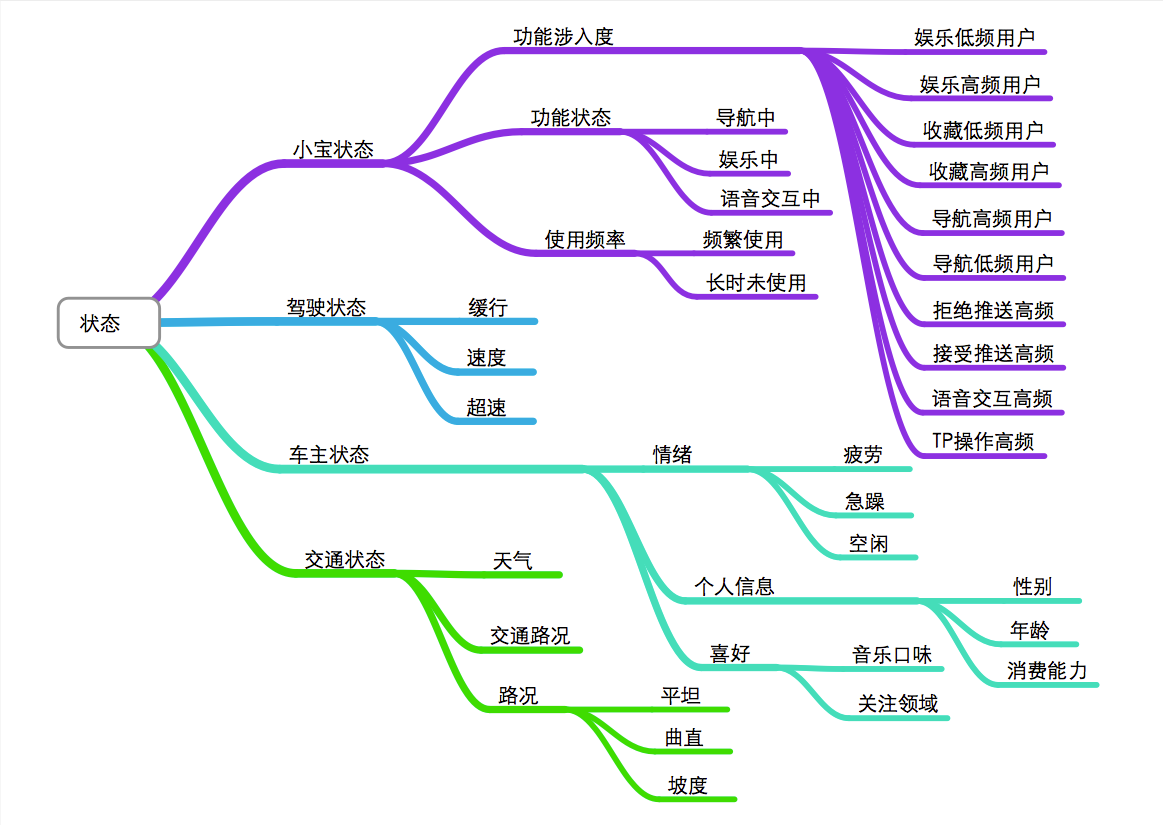 状态
小宝状态
功能涉入度
娱乐低频用户
娱乐高频用户
收藏低频用户
收藏高频用户
导航高频用户
导航低频用户
拒绝推送高频
接受推送高频
语音交互高频
TP操作高频
功能状态
导航中
娱乐中
语音交互中
使用频率
频繁使用
长时未使用
驾驶状态
缓行
速度
超速
车主状态
情绪
疲劳
急躁
空闲
个人信息
性别
年龄
消费能力
喜好
音乐口味
关注领域
交通状态
天气
交通路况
路况
平坦
曲直
坡度